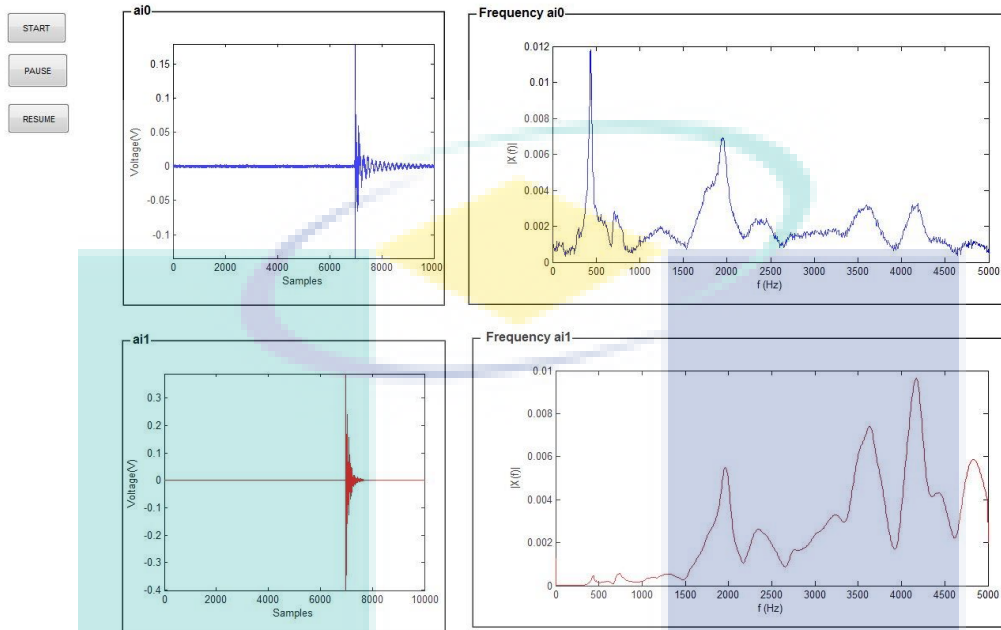 START
PAUSE
RESUME
ai0
Voltage(V)
0.15
0.1
0.05
0
-0.05
-0.1
0 2000 4000 6000 8000 10000
Samples
Frequency ai0
|X(f)|
0.012
0.01
0.008
0.006
0.004
0.002
0
0 500 1000 1500 2000 2500 3000 3500 4000 4500 5000
f (Hz)
ai1
Voltage(V)
0.3
0.2
0.1
0
-0.1
-0.2
-0.3
-0.4
0 2000 4000 6000 8000 10000
Samples
Frequency ai1
|X(f)|
0.01
0.008
0.006
0.004
0.002
0
0 500 1000 1500 2000 2500 3000 3500 4000 4500 5000
f (Hz)